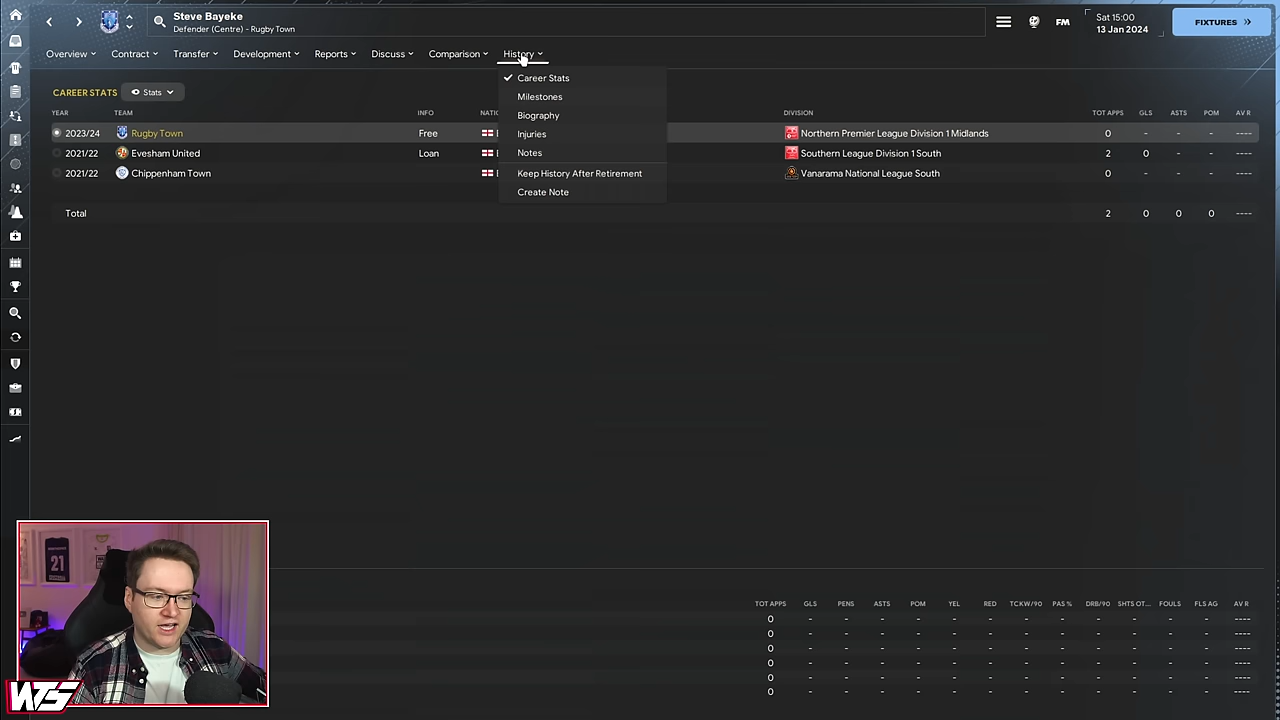 Steve Bayeke
Defender (Centre) - Rugby Town
FM
Sat 15:00
13 Jan 2024
FIXTURES
Overview
Contract
Transfer
Development
Reports
Discuss
Comparison
History
CAREER STATS
Stats
Career Stats
Milestones
Biography
Injuries
Notes
Keep History After Retirement
Create Note
YEAR TEAM INFO DIVISION TOT APPS GLS ASTS POM AV R
2023/24 Rugby Town Free Northern Premier League Division 1 Midlands 0 - - - ----
2021/22 Evesham United Loan Southern League Division 1 South 2 0 - - ----
2021/22 Chippenham Town Vanarama National League South 0 - - - ----
Total 2 0 0 0 ----
TOT APPS GLS PENS ASTS POM YEL RED TCKW/90 PAS % DRB/90 SHTS OT... FOULS FLS AG AV R
0 - - - - - - - - - - - - ----
0 - - - - - - - - - - - - ----
0 - - - - - - - - - - - - ----
0 - - - - - - - - - - - - ----
0 - - - - - - - - - - - - ----
0 - - - - - - - - - - - - ----
21
WTS